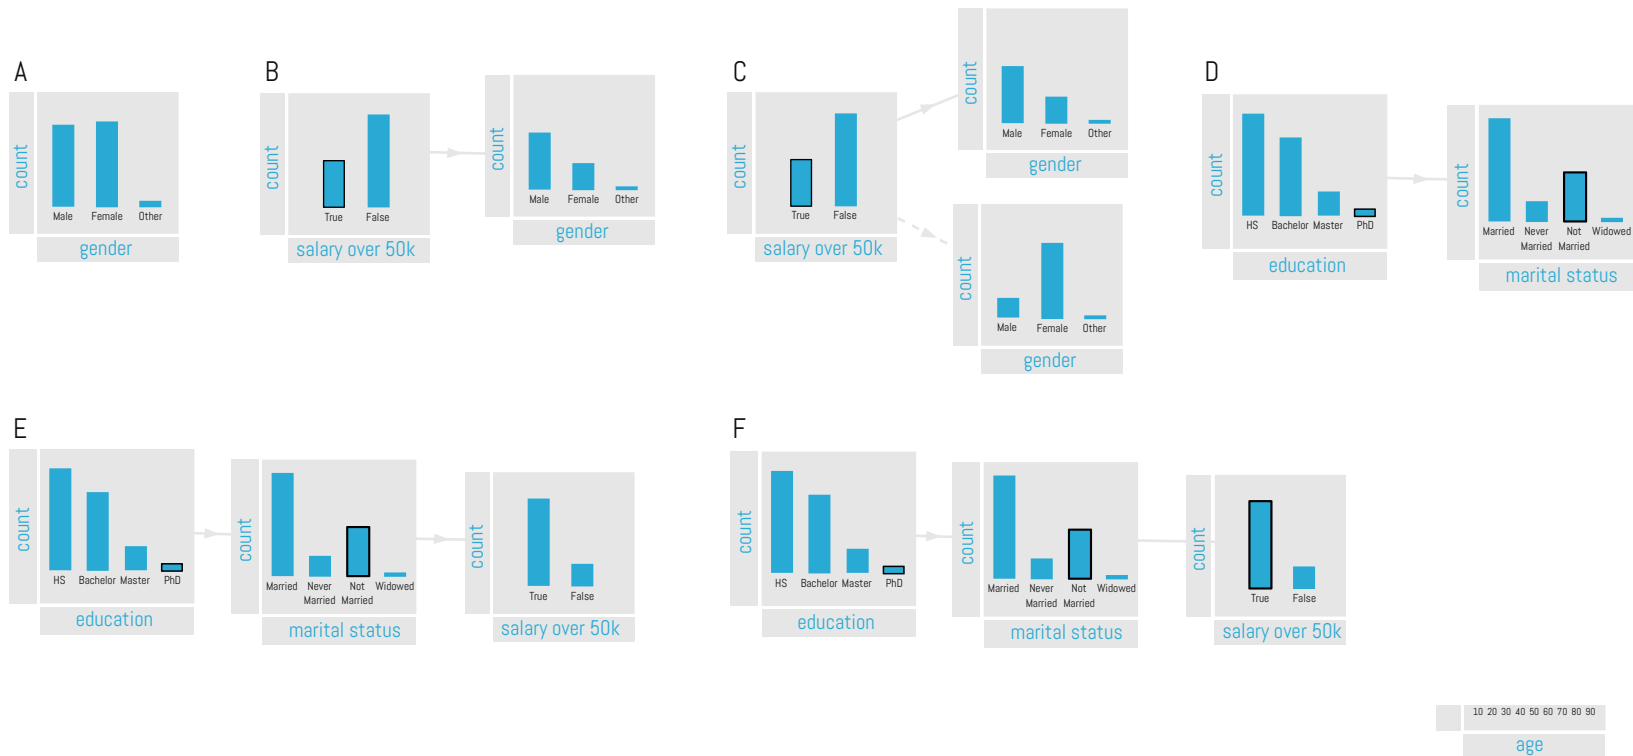 A
count
Male Female Other
gender
B
count
True False
salary over 50k
count
Male Female Other
gender
C
count
True False
salary over 50k
count
Male Female Other
gender
count
Male Female Other
gender
D
count
HS Bachelor Master PhD
education
count
Married Never Not Widowed
Married Married
marital status
E
count
HS Bachelor Master PhD
education
count
Married Never Not Widowed
Married Married
marital status
count
True False
salary over 50k
F
count
HS Bachelor Master PhD
education
count
Married Never Not Widowed
Married Married
marital status
count
True False
salary over 50k
10 20 30 40 50 60 70 80 90
age